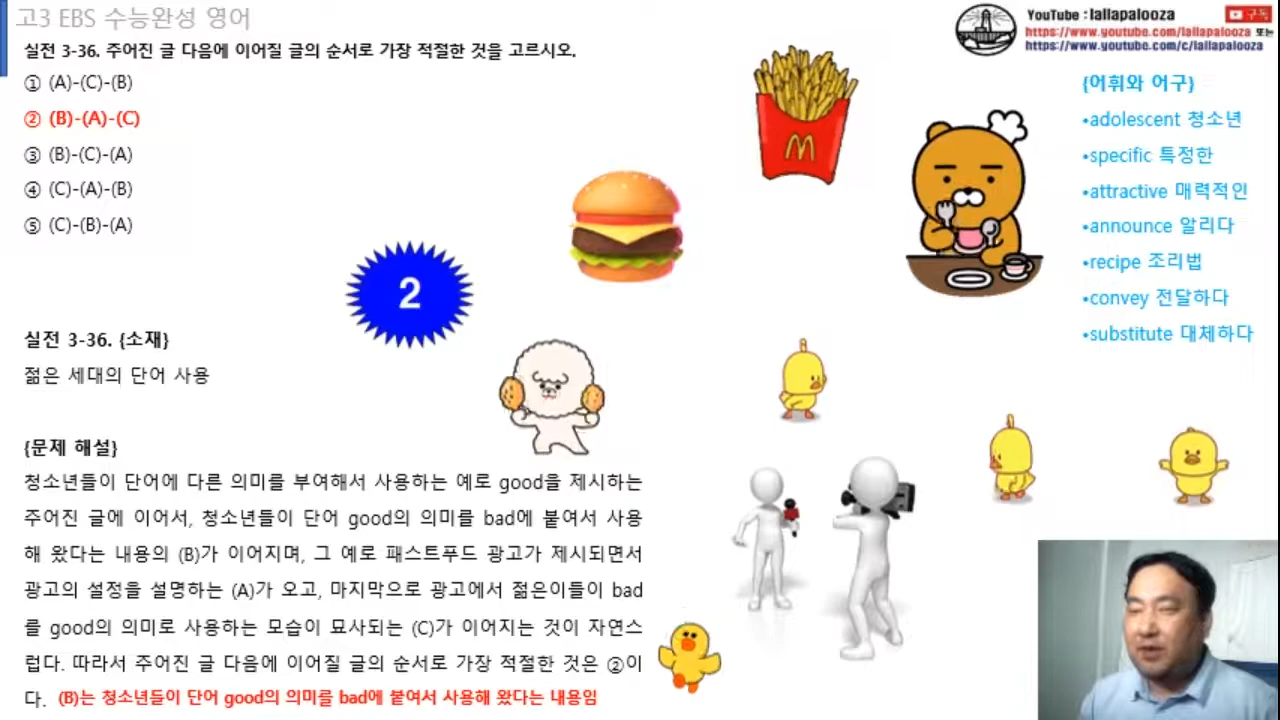 고3 EBS 수능완성 영어
YouTube : lallapalooza
구독
https://www.youtube.com/lallapalooza 또는
https://www.youtube.com/c/lallapalooza
실전 3-36. 주어진 글 다음에 이어질 글의 순서로 가장 적절한 것을 고르시오.
① (A)-(C)-(B)
② (B)-(A)-(C)
③ (B)-(C)-(A)
④ (C)-(A)-(B)
⑤ (C)-(B)-(A)
{어휘와 어구}
•adolescent 청소년
•specific 특정한
•attractive 매력적인
•announce 알리다
•recipe 조리법
•convey 전달하다
•substitute 대체하다
2
실전 3-36. {소재}
젊은 세대의 단어 사용
{문제 해설}
청소년들이 단어에 다른 의미를 부여해서 사용하는 예로 good을 제시하는
주어진 글에 이어서, 청소년들이 단어 good의 의미를 bad에 붙여서 사용
해 왔다는 내용의 (B)가 이어지며, 그 예로 패스트푸드 광고가 제시되면서
광고의 설정을 설명하는 (A)가 오고, 마지막으로 광고에서 젊은이들이 bad
를 good의 의미로 사용하는 모습이 묘사되는 (C)가 이어지는 것이 자연스
럽다. 따라서 주어진 글 다음에 이어질 글의 순서로 가장 적절한 것은 ②이
다. (B)는 청소년들이 단어 good의 의미를 bad에 붙여서 사용해 왔다는 내용임